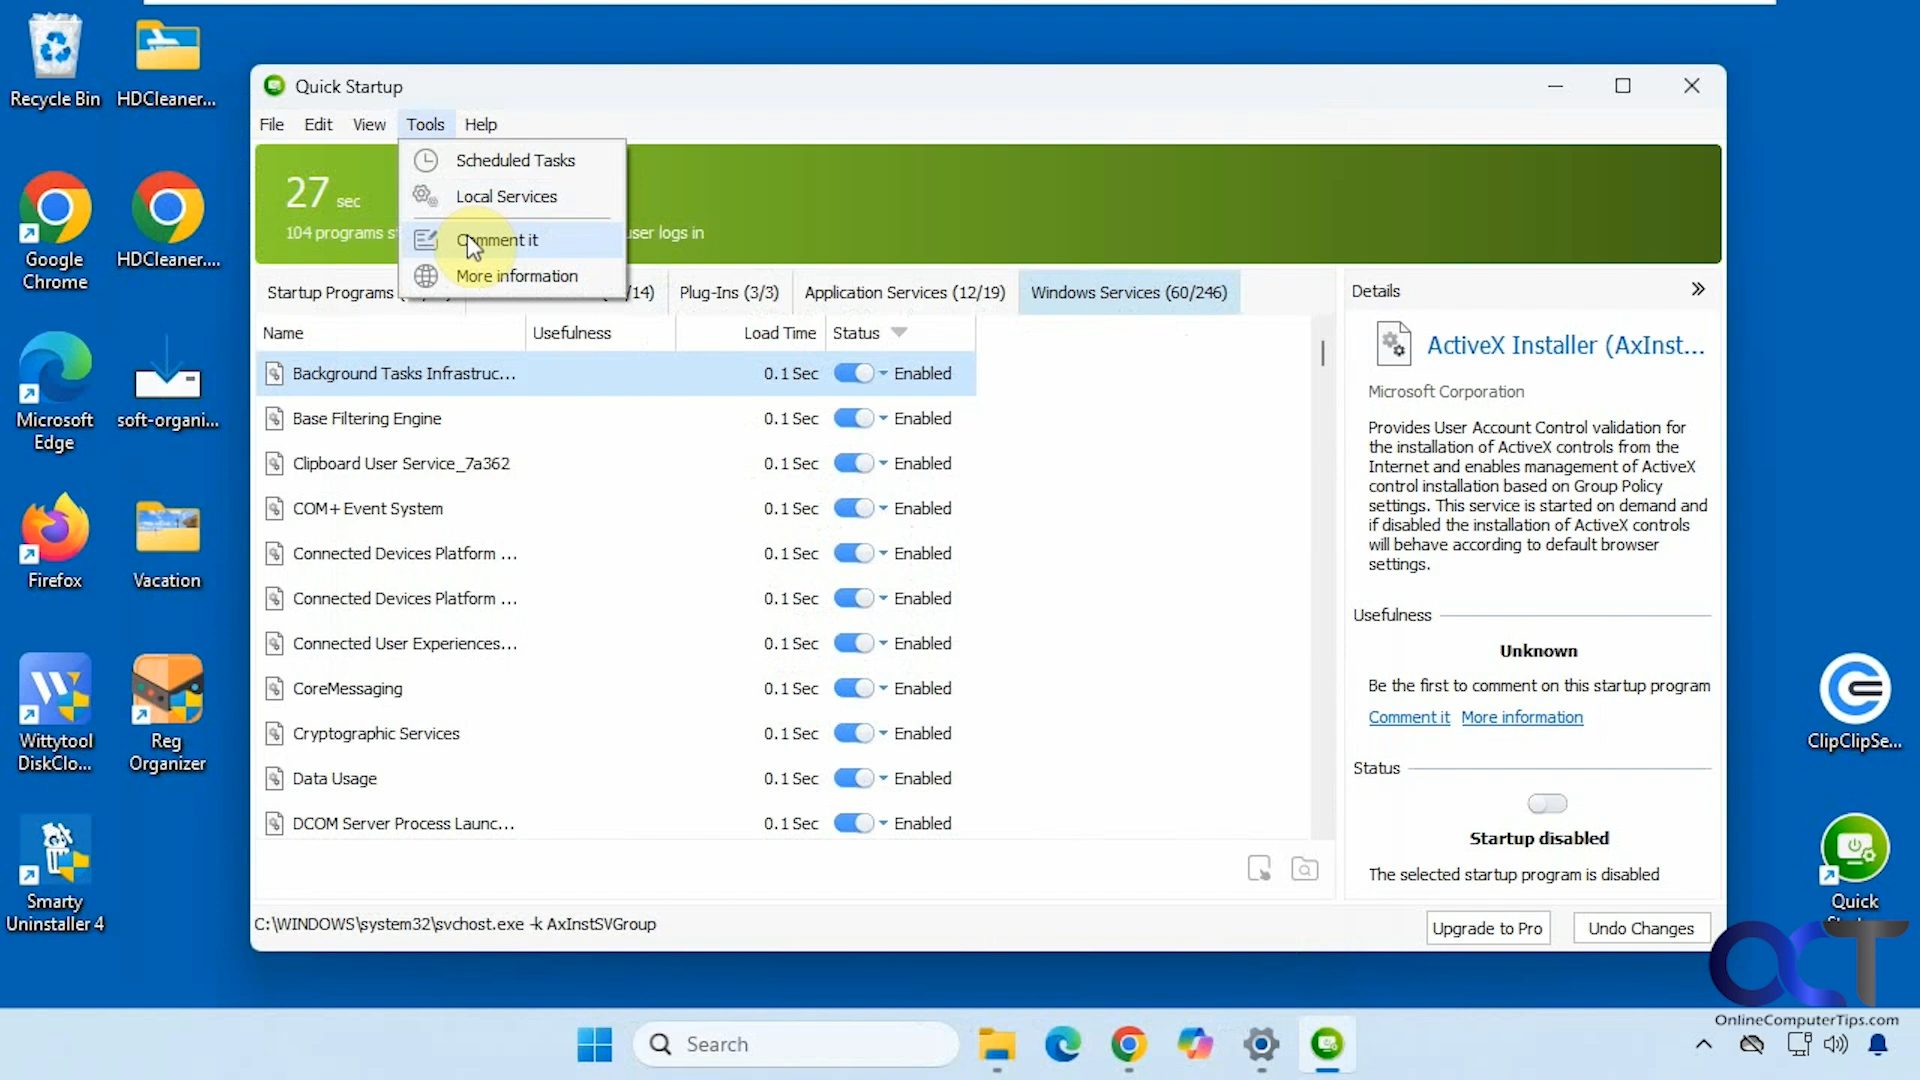 Recycle Bin
HDCleaner...
Google
Chrome
HDCleaner....
Microsoft
Edge
soft-organi...
Firefox
Vacation
Wittytool
DiskClo...
Reg
Organizer
Smarty
Uninstaller 4
Quick Startup
File Edit View Tools Help
Scheduled Tasks
Local Services
Comment it
More information
27 sec
104 programs s
user logs in
Startup Programs
/14)
Plug-Ins (3/3)
Application Services (12/19)
Windows Services (60/246)
Name Usefulness Load Time Status
Background Tasks Infrastruc... 0.1 Sec Enabled
Base Filtering Engine 0.1 Sec Enabled
Clipboard User Service_7a362 0.1 Sec Enabled
COM+ Event System 0.1 Sec Enabled
Connected Devices Platform ... 0.1 Sec Enabled
Connected Devices Platform ... 0.1 Sec Enabled
Connected User Experiences... 0.1 Sec Enabled
CoreMessaging 0.1 Sec Enabled
Cryptographic Services 0.1 Sec Enabled
Data Usage 0.1 Sec Enabled
DCOM Server Process Launc... 0.1 Sec Enabled
Details
ActiveX Installer (AxInst...
Microsoft Corporation
Provides User Account Control validation for
the installation of ActiveX controls from the
Internet and enables management of ActiveX
control installation based on Group Policy
settings. This service is started on demand and
if disabled the installation of ActiveX controls
will behave according to default browser
settings.
Usefulness
Unknown
Be the first to comment on this startup program
Comment it More information
Status
Startup disabled
The selected startup program is disabled
C:\WINDOWS\system32\svchost.exe -k AxInstSVGroup
Upgrade to Pro
Undo Changes
ClipClipSe...
Quick
OCT
OnlineComputerTips.com
Search